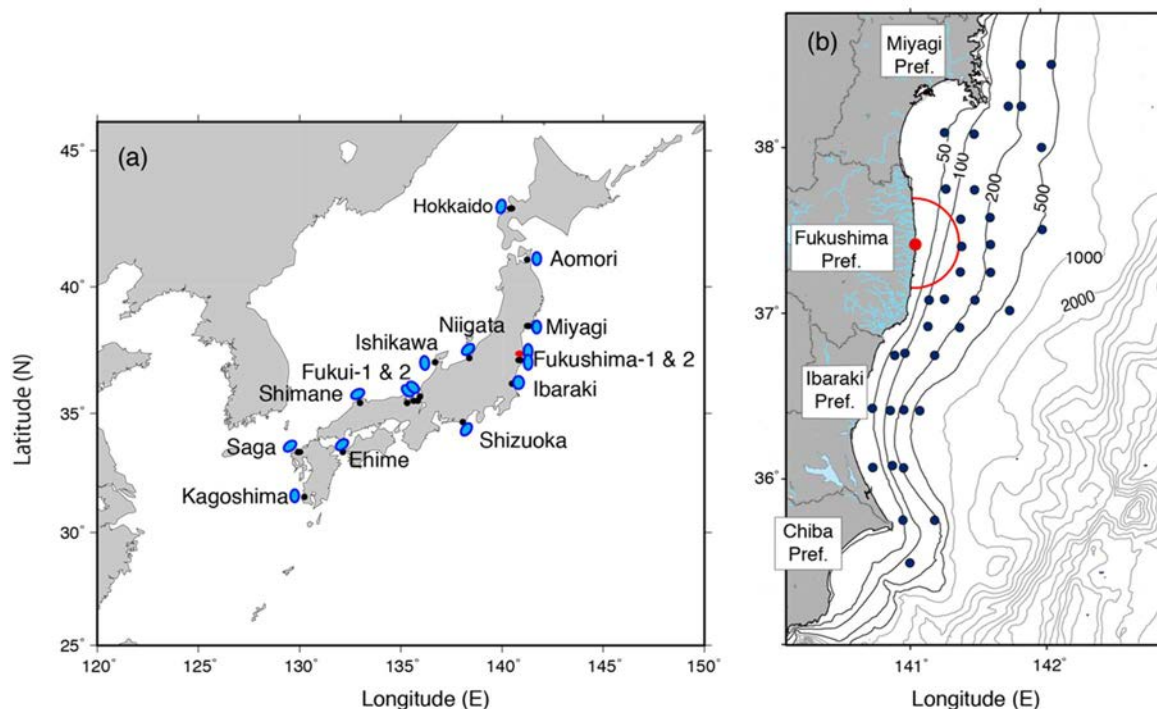 (a)
45
40
35
30
25
120
125
130
135
140
145
150
Latitude (N)
Longitude (E)
Hokkaido
Aomori
Miyagi
Niigata
Ishikawa
Fukushima-1 & 2
Fukui-1 & 2
Ibaraki
Shimane
Shizuoka
Saga
Ehime
Kagoshima
(b)
Miyagi
Pref.
Fukushima
Pref.
Ibaraki
Pref.
Chiba
Pref.
38
37
36
50
100
200
500
1000
2000
141
142
Longitude (E)